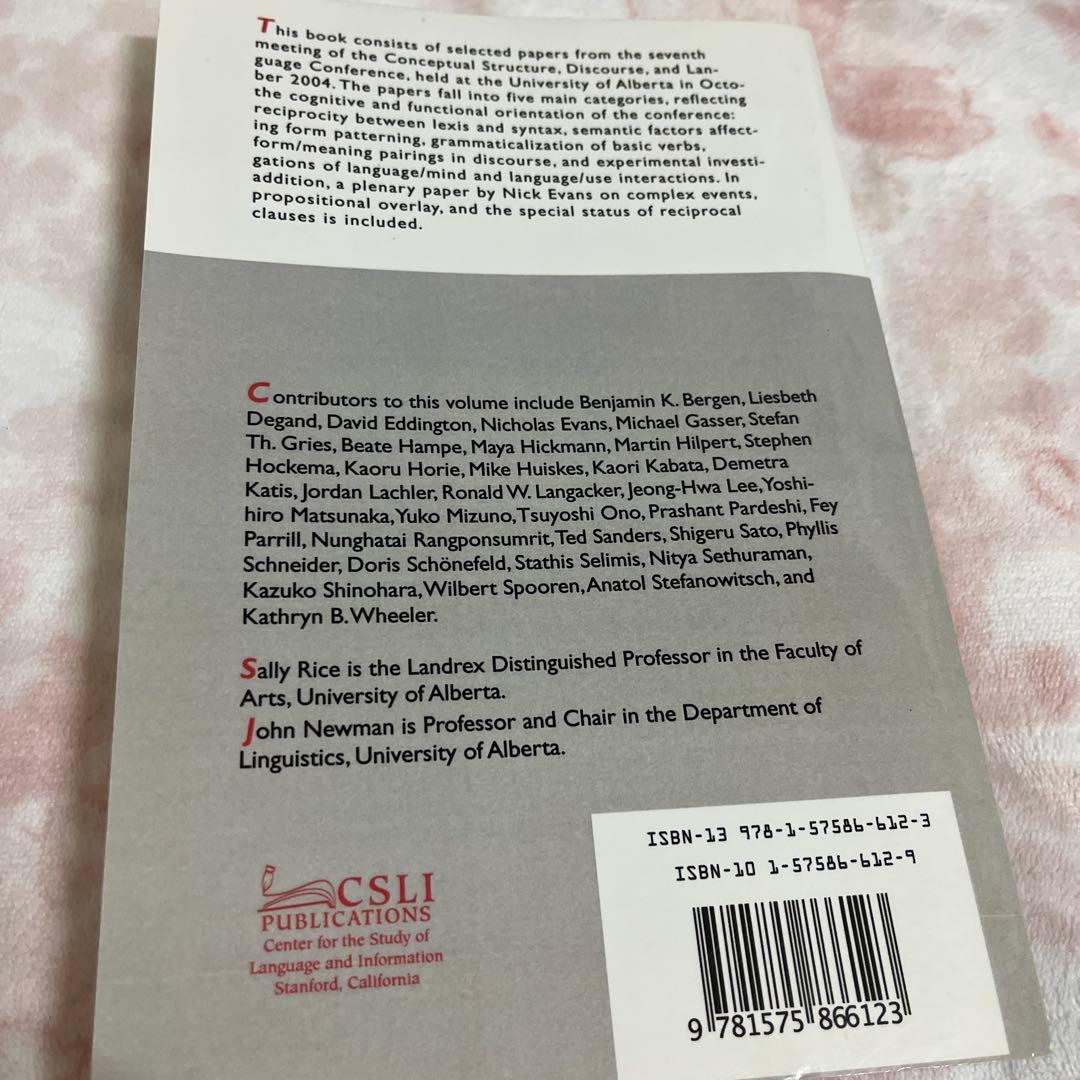 This book consists of selected papers from the seventh
meeting of the Conceptual Structure, Discourse, and Lan-
guage Conference, held at the University of Alberta in Octo-
ber 2004. The papers fall into five main categories, reflecting
the cognitive and functional orientation of the conference:
reciprocity between lexis and syntax, semantic factors affect-
ing form patterning, grammaticalization of basic verbs,
form/meaning pairings in discourse, and experimental investi-
gations of language/mind and language/use interactions. In
addition, a plenary paper by Nick Evans on complex events,
propositional overlay, and the special status of reciprocal
clauses is included.
Contributors to this volume include Benjamin K. Bergen, Liesbeth
Degand, David Eddington, Nicholas Evans, Michael Gasser, Stefan
Th. Gries, Beate Hampe, Maya Hickmann, Martin Hilpert, Stephen
Hockema, Kaoru Horie, Mike Huiskes, Kaori Kabata, Demetra
Katis, Jordan Lachler, Ronald W. Langacker, Jeong-Hwa Lee, Yoshi-
hiro Matsunaka, Yuko Mizuno, Tsuyoshi Ono, Prashant Pardeshi, Fey
Parrill, Nunghatai Rangponsumrit, Ted Sanders, Shigeru Sato, Phyllis
Schneider, Doris Schönefeld, Stathis Selimis, Nitya Sethuraman,
Kazuko Shinohara, Wilbert Spooren, Anatol Stefanowitsch, and
Kathryn B. Wheeler.
Sally Rice is the Landrex Distinguished Professor in the Faculty of
Arts, University of Alberta.
John Newman is Professor and Chair in the Department of
Linguistics, University of Alberta.
ISBN-13 978-1-57586-612-3
ISBN-10 1-57586-612-9
9 781575 866123
CSLI
PUBLICATIONS
Center for the Study of
Language and Information
Stanford, California